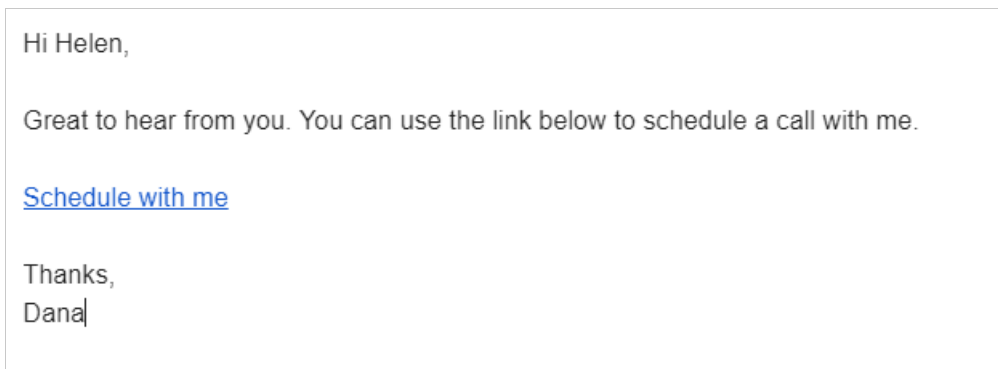 Hi Helen,
Great to hear from you. You can use the link below to schedule a call with me.
Schedule with me
Thanks,
Dana